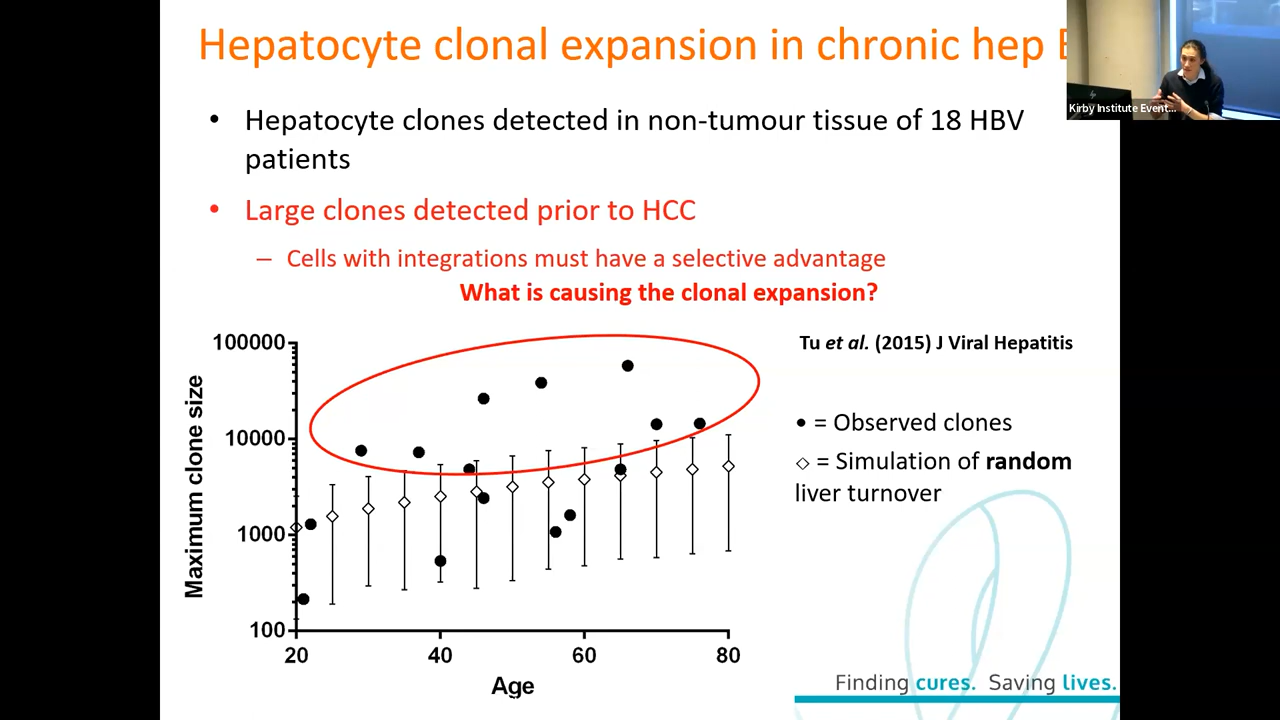 Hepatocyte clonal expansion in chronic hep
Kirby Institute Event...
• Hepatocyte clones detected in non-tumour tissue of 18 HBV
patients
• Large clones detected prior to HCC
– Cells with integrations must have a selective advantage
What is causing the clonal expansion?
Tu et al. (2015) J Viral Hepatitis
= Observed clones
= Simulation of random
liver turnover
Maximum clone size
100000
10000
1000
100
20 40 60 80
Age
Finding cures. Saving lives.